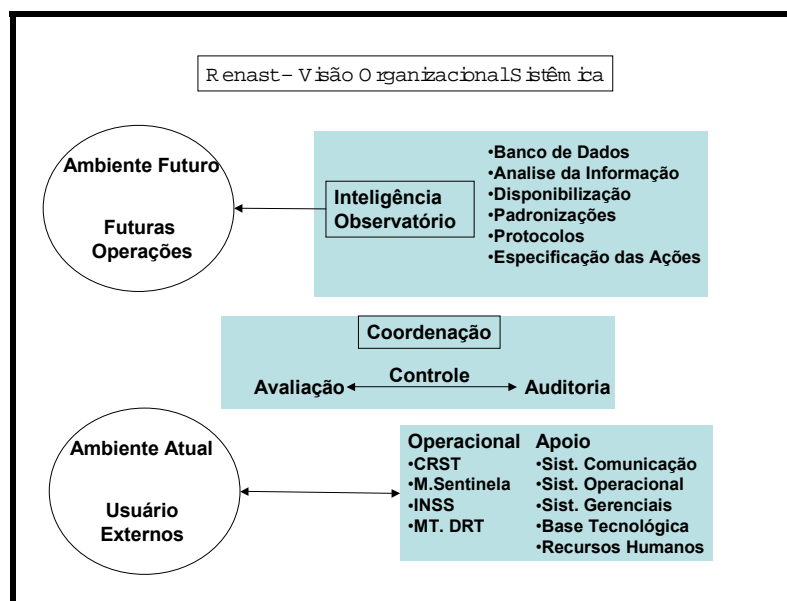 Renast – Visão Organizacional Sistêmica
Ambiente Futuro
Futuras
Operações
Inteligência
Observatório
•Banco de Dados
•Analise da Informação
•Disponibilização
•Padronizações
•Protocolos
•Especificação das Ações
Coordenação
Controle
Avaliação
Auditoria
Ambiente Atual
Usuário
Externos
Operacional
•CRST
•M.Sentinela
•INSS
•MT. DRT
Apoio
•Sist. Comunicação
•Sist. Operacional
•Sist. Gerenciais
•Base Tecnológica
•Recursos Humanos